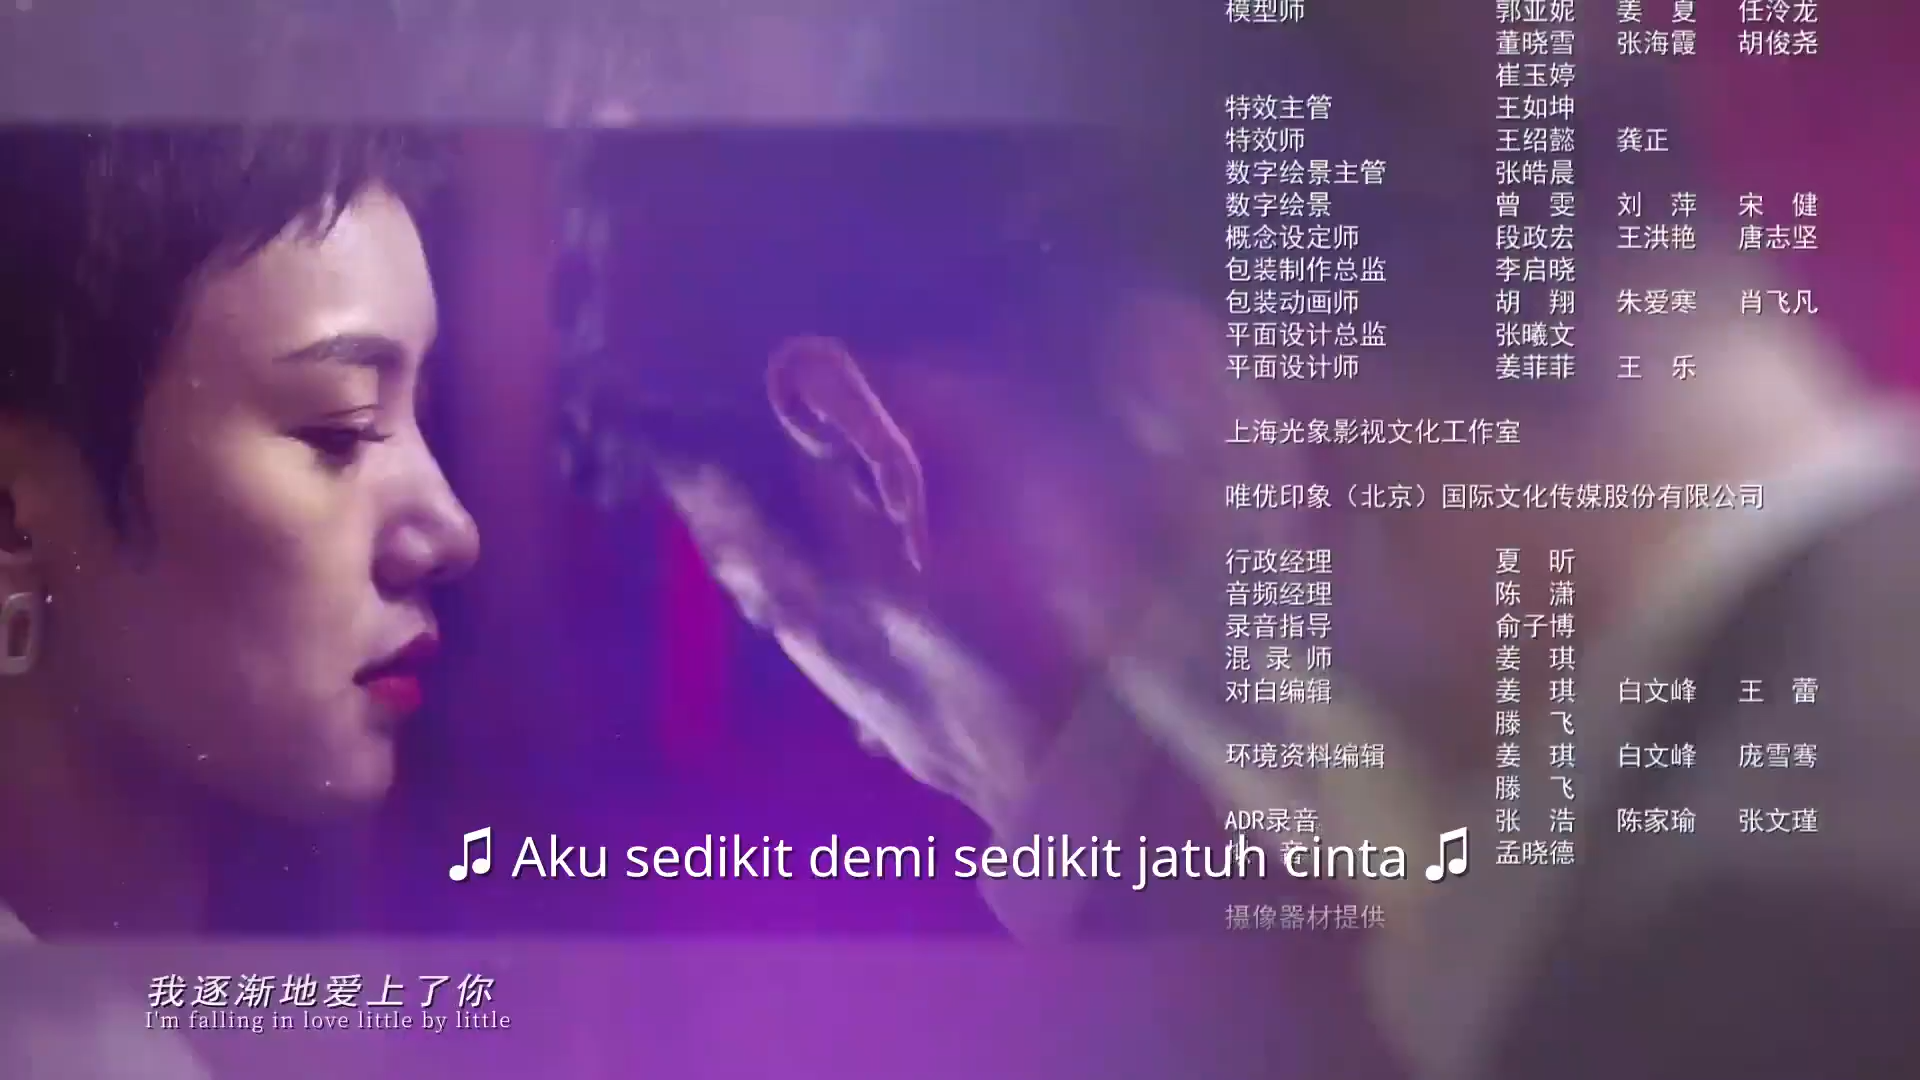 模型师 郭亚妮 姜 夏 任泠龙
董晓雪 张海霞 胡俊尧
崔玉婷
特效主管 王如坤
特效师 王绍懿 龚正
数字绘景主管 张皓晨
数字绘景 曾 雯 刘 萍 宋 健
概念设定师 段政宏 王洪艳 唐志坚
包装制作总监 李启晓
包装动画师 胡 翔 朱爱寒 肖飞凡
平面设计总监 张曦文
平面设计师 姜菲菲 王 乐
上海光象影视文化工作室
唯优印象（北京）国际文化传媒股份有限公司
行政经理 夏 昕
音频经理 陈 潇
录音指导 俞子博
混 录 师 姜 琪
对白编辑 姜 琪 白文峰 王 蕾
滕 飞
环境资料编辑 姜 琪 白文峰 庞雪骞
滕 飞
ADR录音 张 浩 陈家瑜 张文瑾
音 孟晓德
♫ Aku sedikit demi sedikit jatuh cinta ♫
摄像器材提供
我逐渐地爱上了你
I'm falling in love little by little